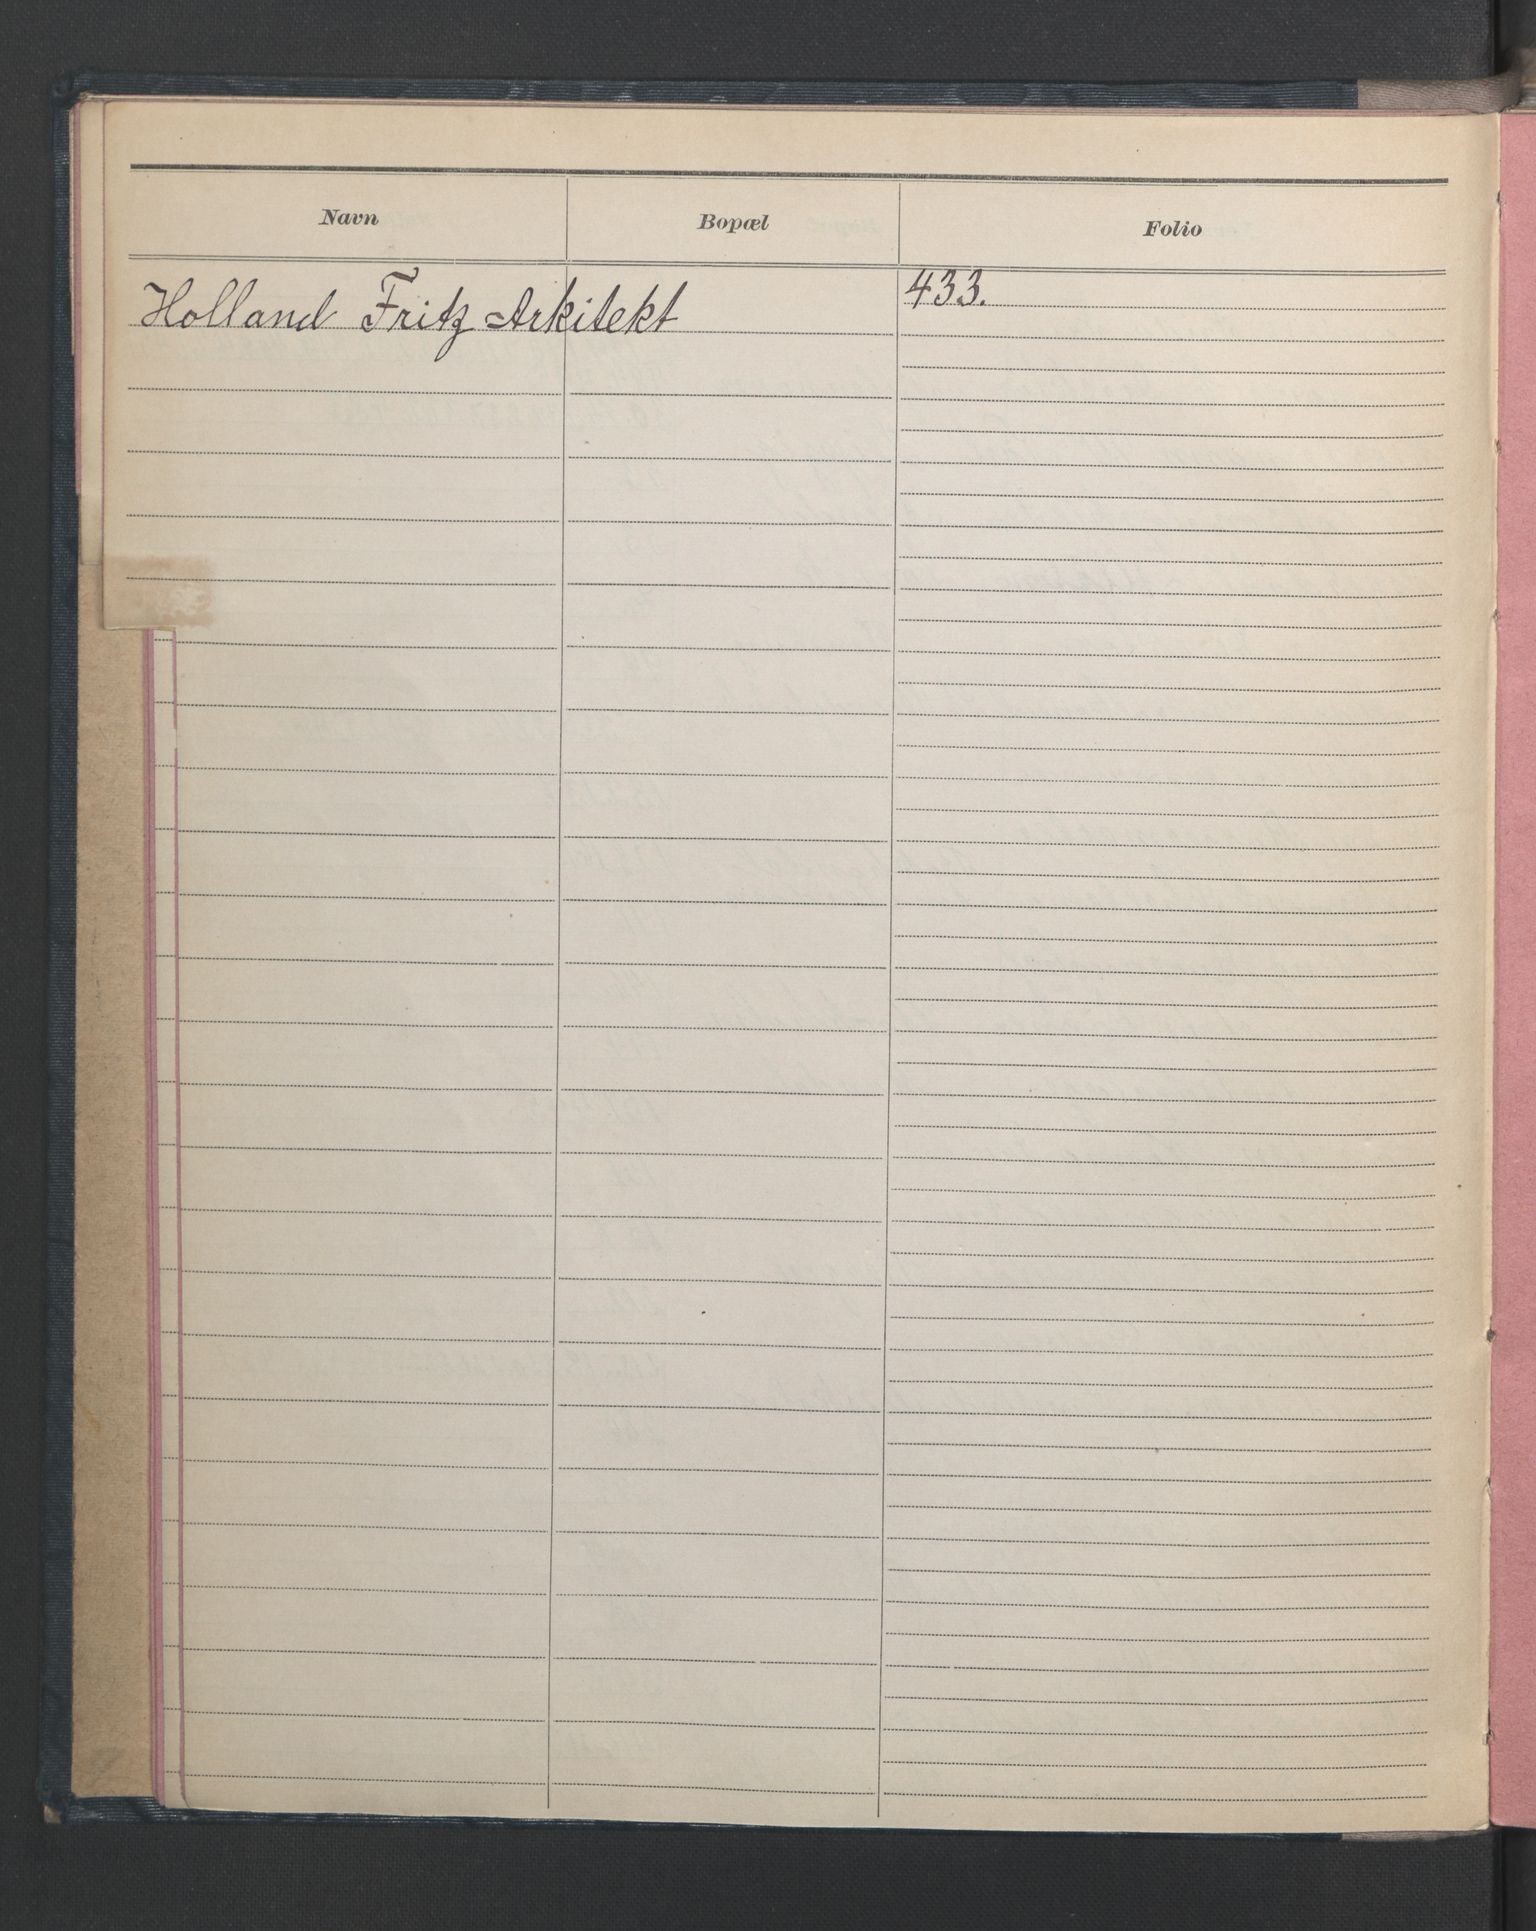 Navn Bopæl Folio
Holland Fritz Arkitekt 433.